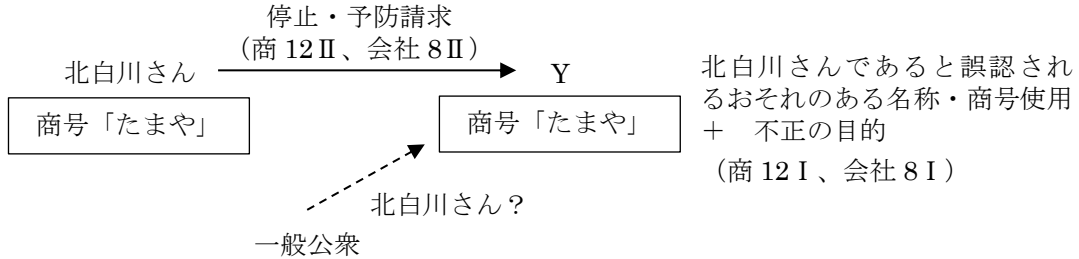 停止・予防請求
（商 12Ⅱ、会社 8Ⅱ）
北白川さん
Y
商号「たまや」
商号「たまや」
北白川さんであると誤認され
るおそれのある名称・商号使用
＋　不正の目的
（商 12Ⅰ、会社 8Ⅰ）
北白川さん？
一般公衆